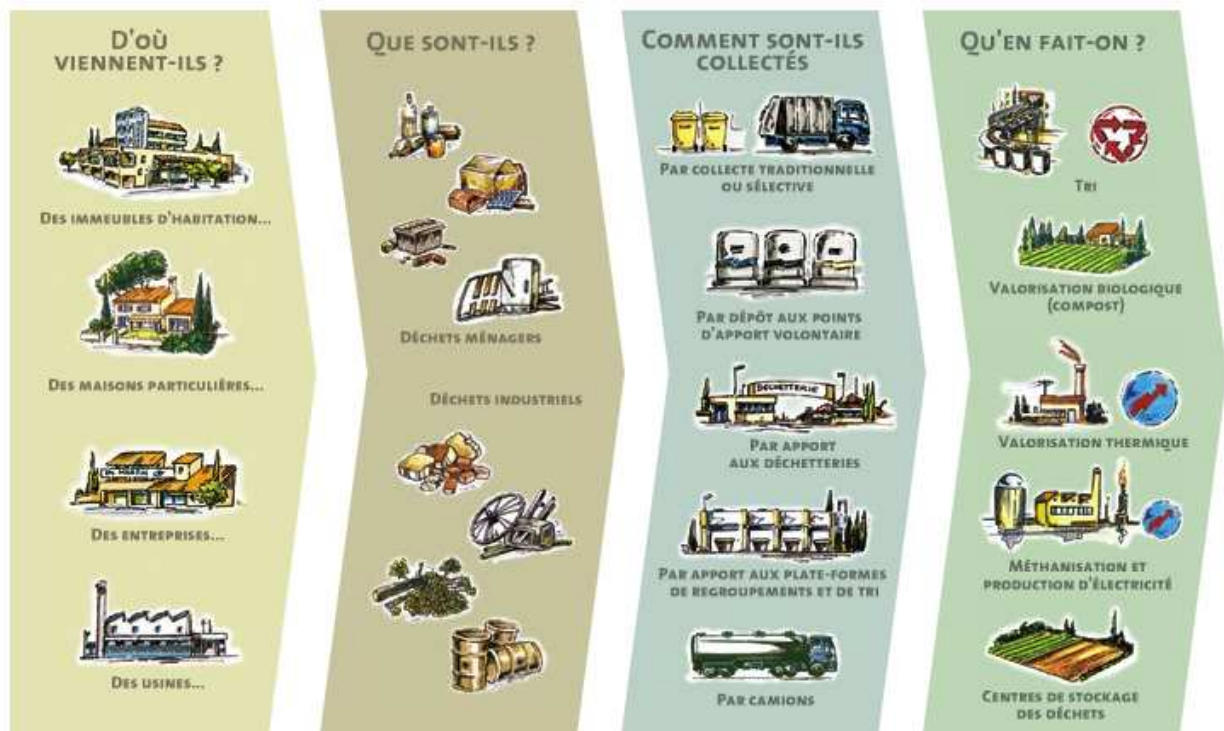 D'OÙ
VIENNENT-ILS ?
DES IMMEUBLES D'HABITATION...
DES MAISONS PARTICULIÈRES...
DES ENTREPRISES...
DES USINES...
QUE SONT-ILS ?
DÉCHETS MÉNAGERS
DÉCHETS INDUSTRIELS
COMMENT SONT-ILS
COLLECTÉS
PAR COLLECTE TRADITIONNELLE
OU SÉLECTIVE
PAR DÉPÔT AUX POINTS
D'APPORT VOLONTAIRE
DÉCHETTERIE
PAR APPORT
AUX DÉCHETTERIES
PAR APPORT AUX PLATE-FORMES
DE REGROUPEMENTS ET DE TRI
PAR CAMIONS
QU'EN FAIT-ON ?
TRI
VALORISATION BIOLOGIQUE
(COMPOST)
VALORISATION THERMIQUE
MÉTHANISATION ET
PRODUCTION D'ÉLECTRICITÉ
CENTRES DE STOCKAGE
DES DÉCHETS